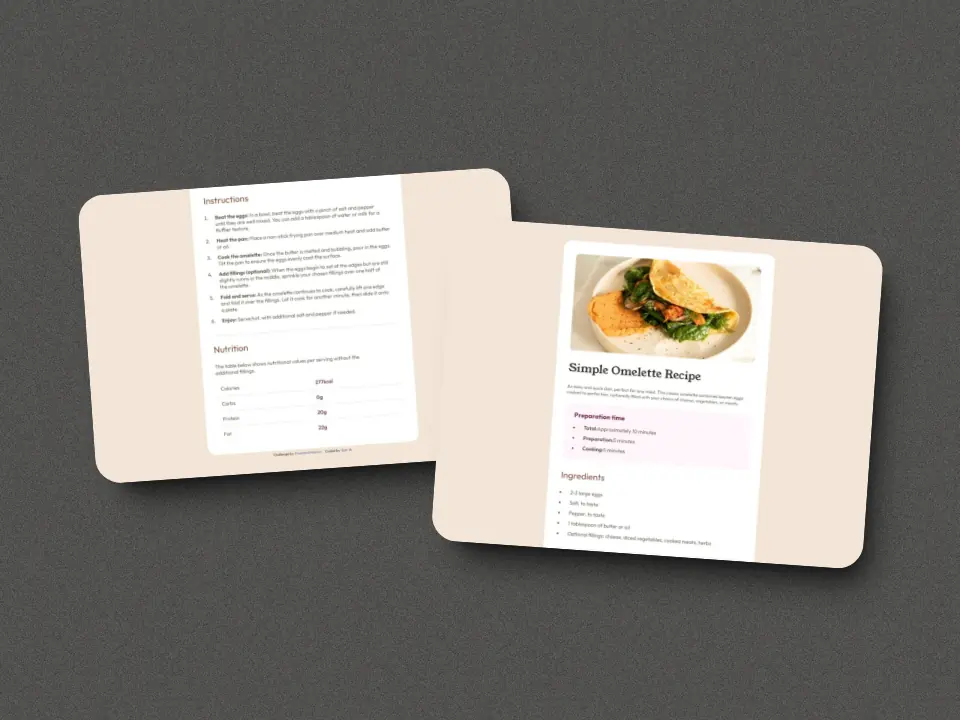 Instructions
1. Beat the eggs: In a bowl, beat the eggs with a pinch of salt and pepper
until they are well mixed. You can add a tablespoon of water or milk for a
fluffier texture.
2. Heat the pan: Place a non-stick frying pan over medium heat and add butter
or oil.
3. Cook the omelette: Once the butter is melted and bubbling, pour in the eggs.
Tilt the pan to ensure the eggs evenly coat the surface.
4. Add fillings (optional): When the eggs begin to set at the edges but are still
slightly runny in the middle, sprinkle your chosen fillings over one half of
the omelette.
5. Fold and serve: As the omelette continues to cook, carefully lift one edge
and fold it over the fillings. Let it cook for another minute, then slide it onto
a plate.
6. Enjoy: Serve hot, with additional salt and pepper if needed.
Nutrition
The table below shows nutritional values per serving without the
additional fillings.
Calories 277kcal
Carbs 0g
Protein 20g
Fat 22g
Challenge by Frontend Mentor. Coded by
Simple Omelette Recipe
An easy and quick dish, perfect for any meal. This classic omelette combines beaten eggs
cooked to perfection, optionally filled with your choice of cheese, vegetables, or meats.
Preparation time
• Total: Approximately 10 minutes
• Preparation: 5 minutes
• Cooking: 5 minutes
Ingredients
• 2-3 large eggs
• Salt, to taste
• Pepper, to taste
• 1 tablespoon of butter or oil
• Optional fillings: cheese, diced vegetables, cooked meats, herbs